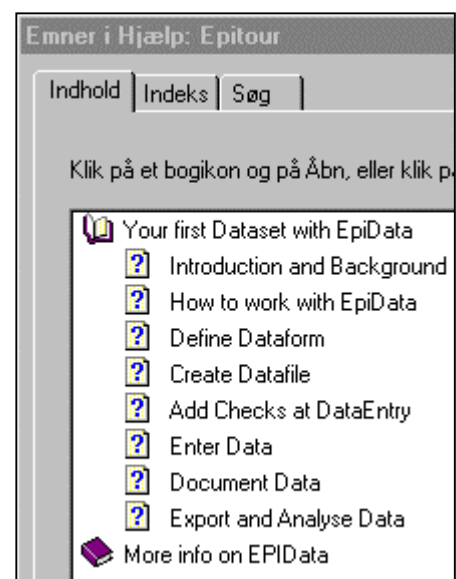 Emner i Hjælp: Epitour
Indhold Indeks Søg
Klik på et bogikon og på Åbn, eller klik p
Your first Dataset with EpiData
Introduction and Background
How to work with EpiData
Define Dataform
Create Datafile
Add Checks at DataEntry
Enter Data
Document Data
Export and Analyse Data
More info on EPIData